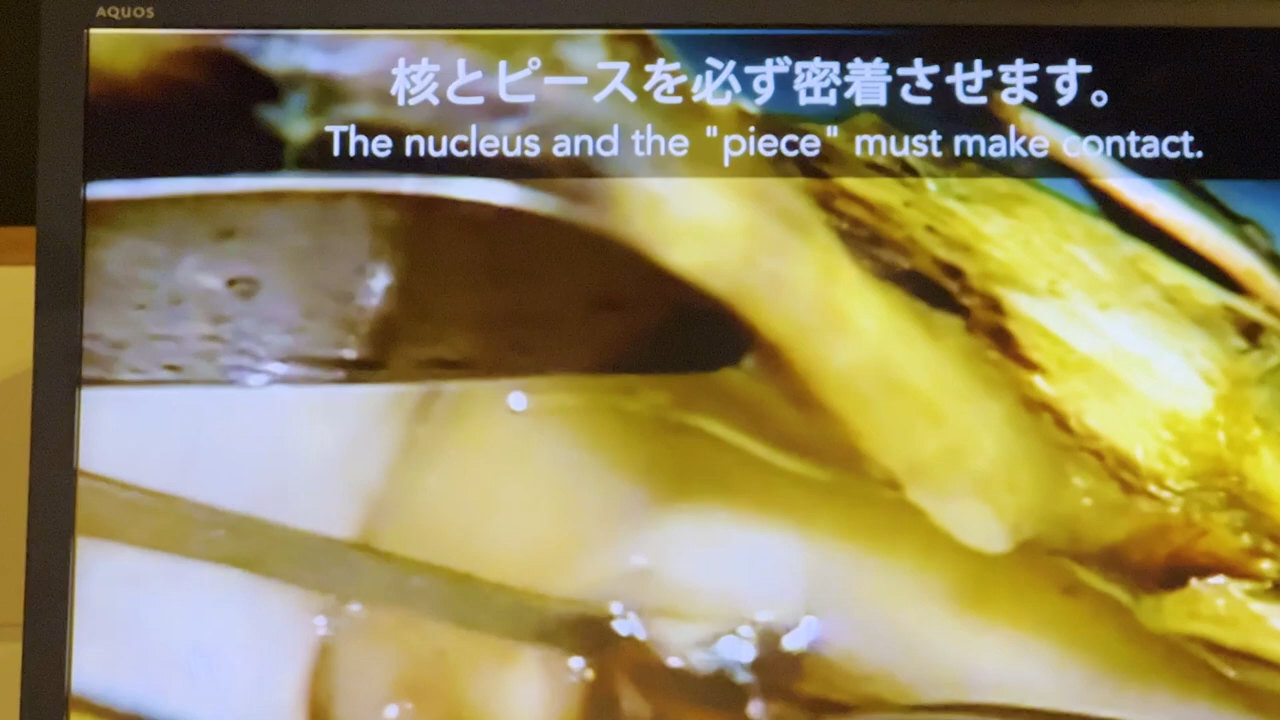 AQUOS
核とピースを必ず密着させます。
The nucleus and the "piece" must make contact.